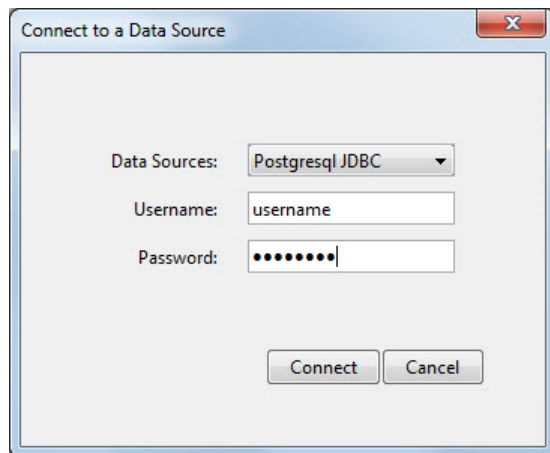 Connect to a Data Source
Data Sources: Postgresql JDBC
Username: username
Password: ••••••••
Connect Cancel